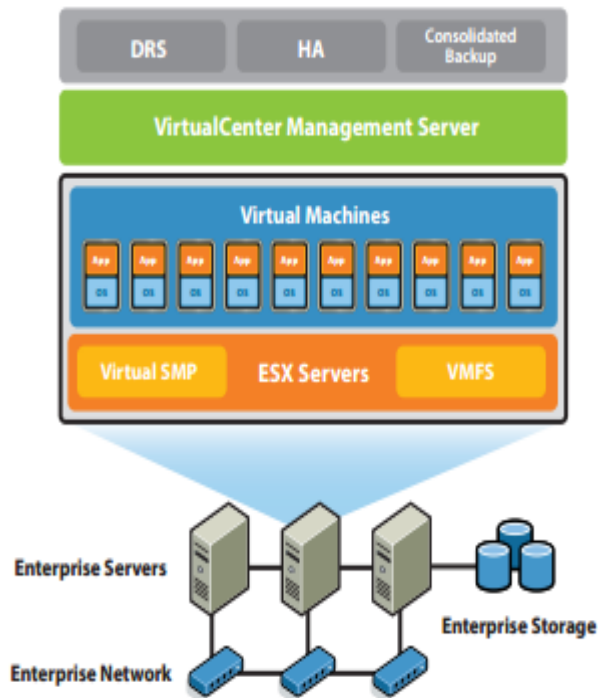 DRS
HA
Consolidated
Backup
VirtualCenter Management Server
Virtual Machines
App App App App App App App App App App
OS OS OS OS OS OS OS OS OS OS
Virtual SMP
ESX Servers
VMFS
Enterprise Servers
Enterprise Storage
Enterprise Network